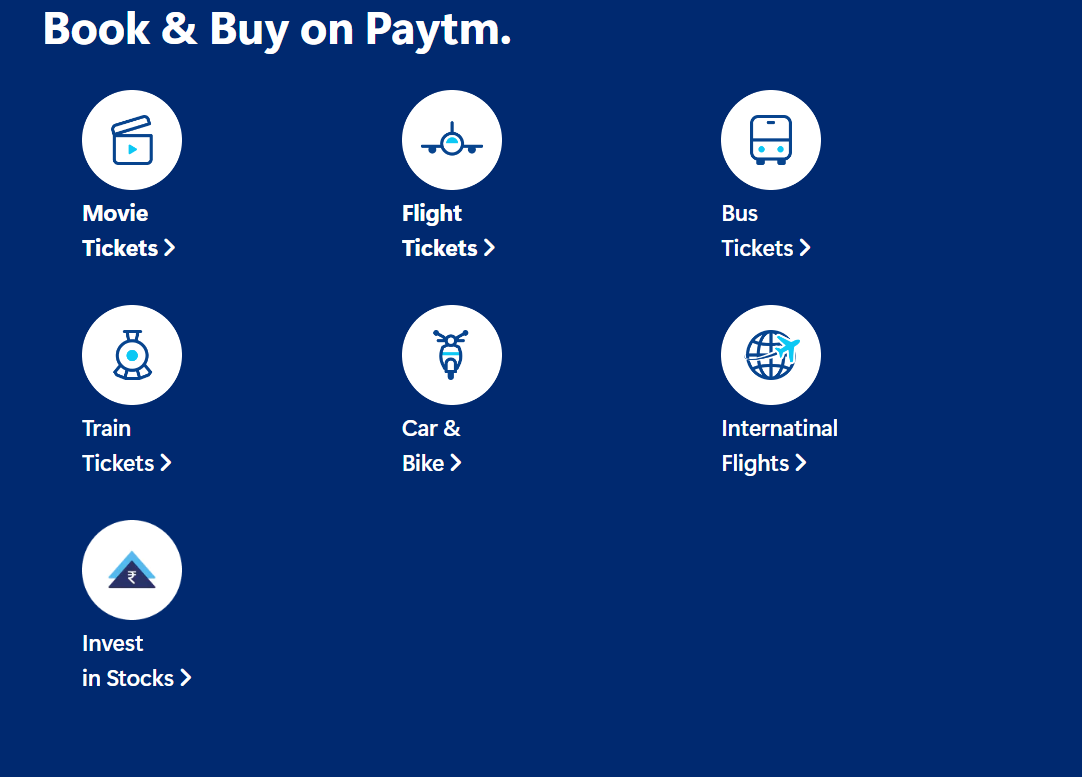 Book & Buy on Paytm.
Movie
Tickets >
Flight
Tickets >
Bus
Tickets >
Train
Tickets >
Car &
Bike >
Internatinal
Flights >
₹
Invest
in Stocks >